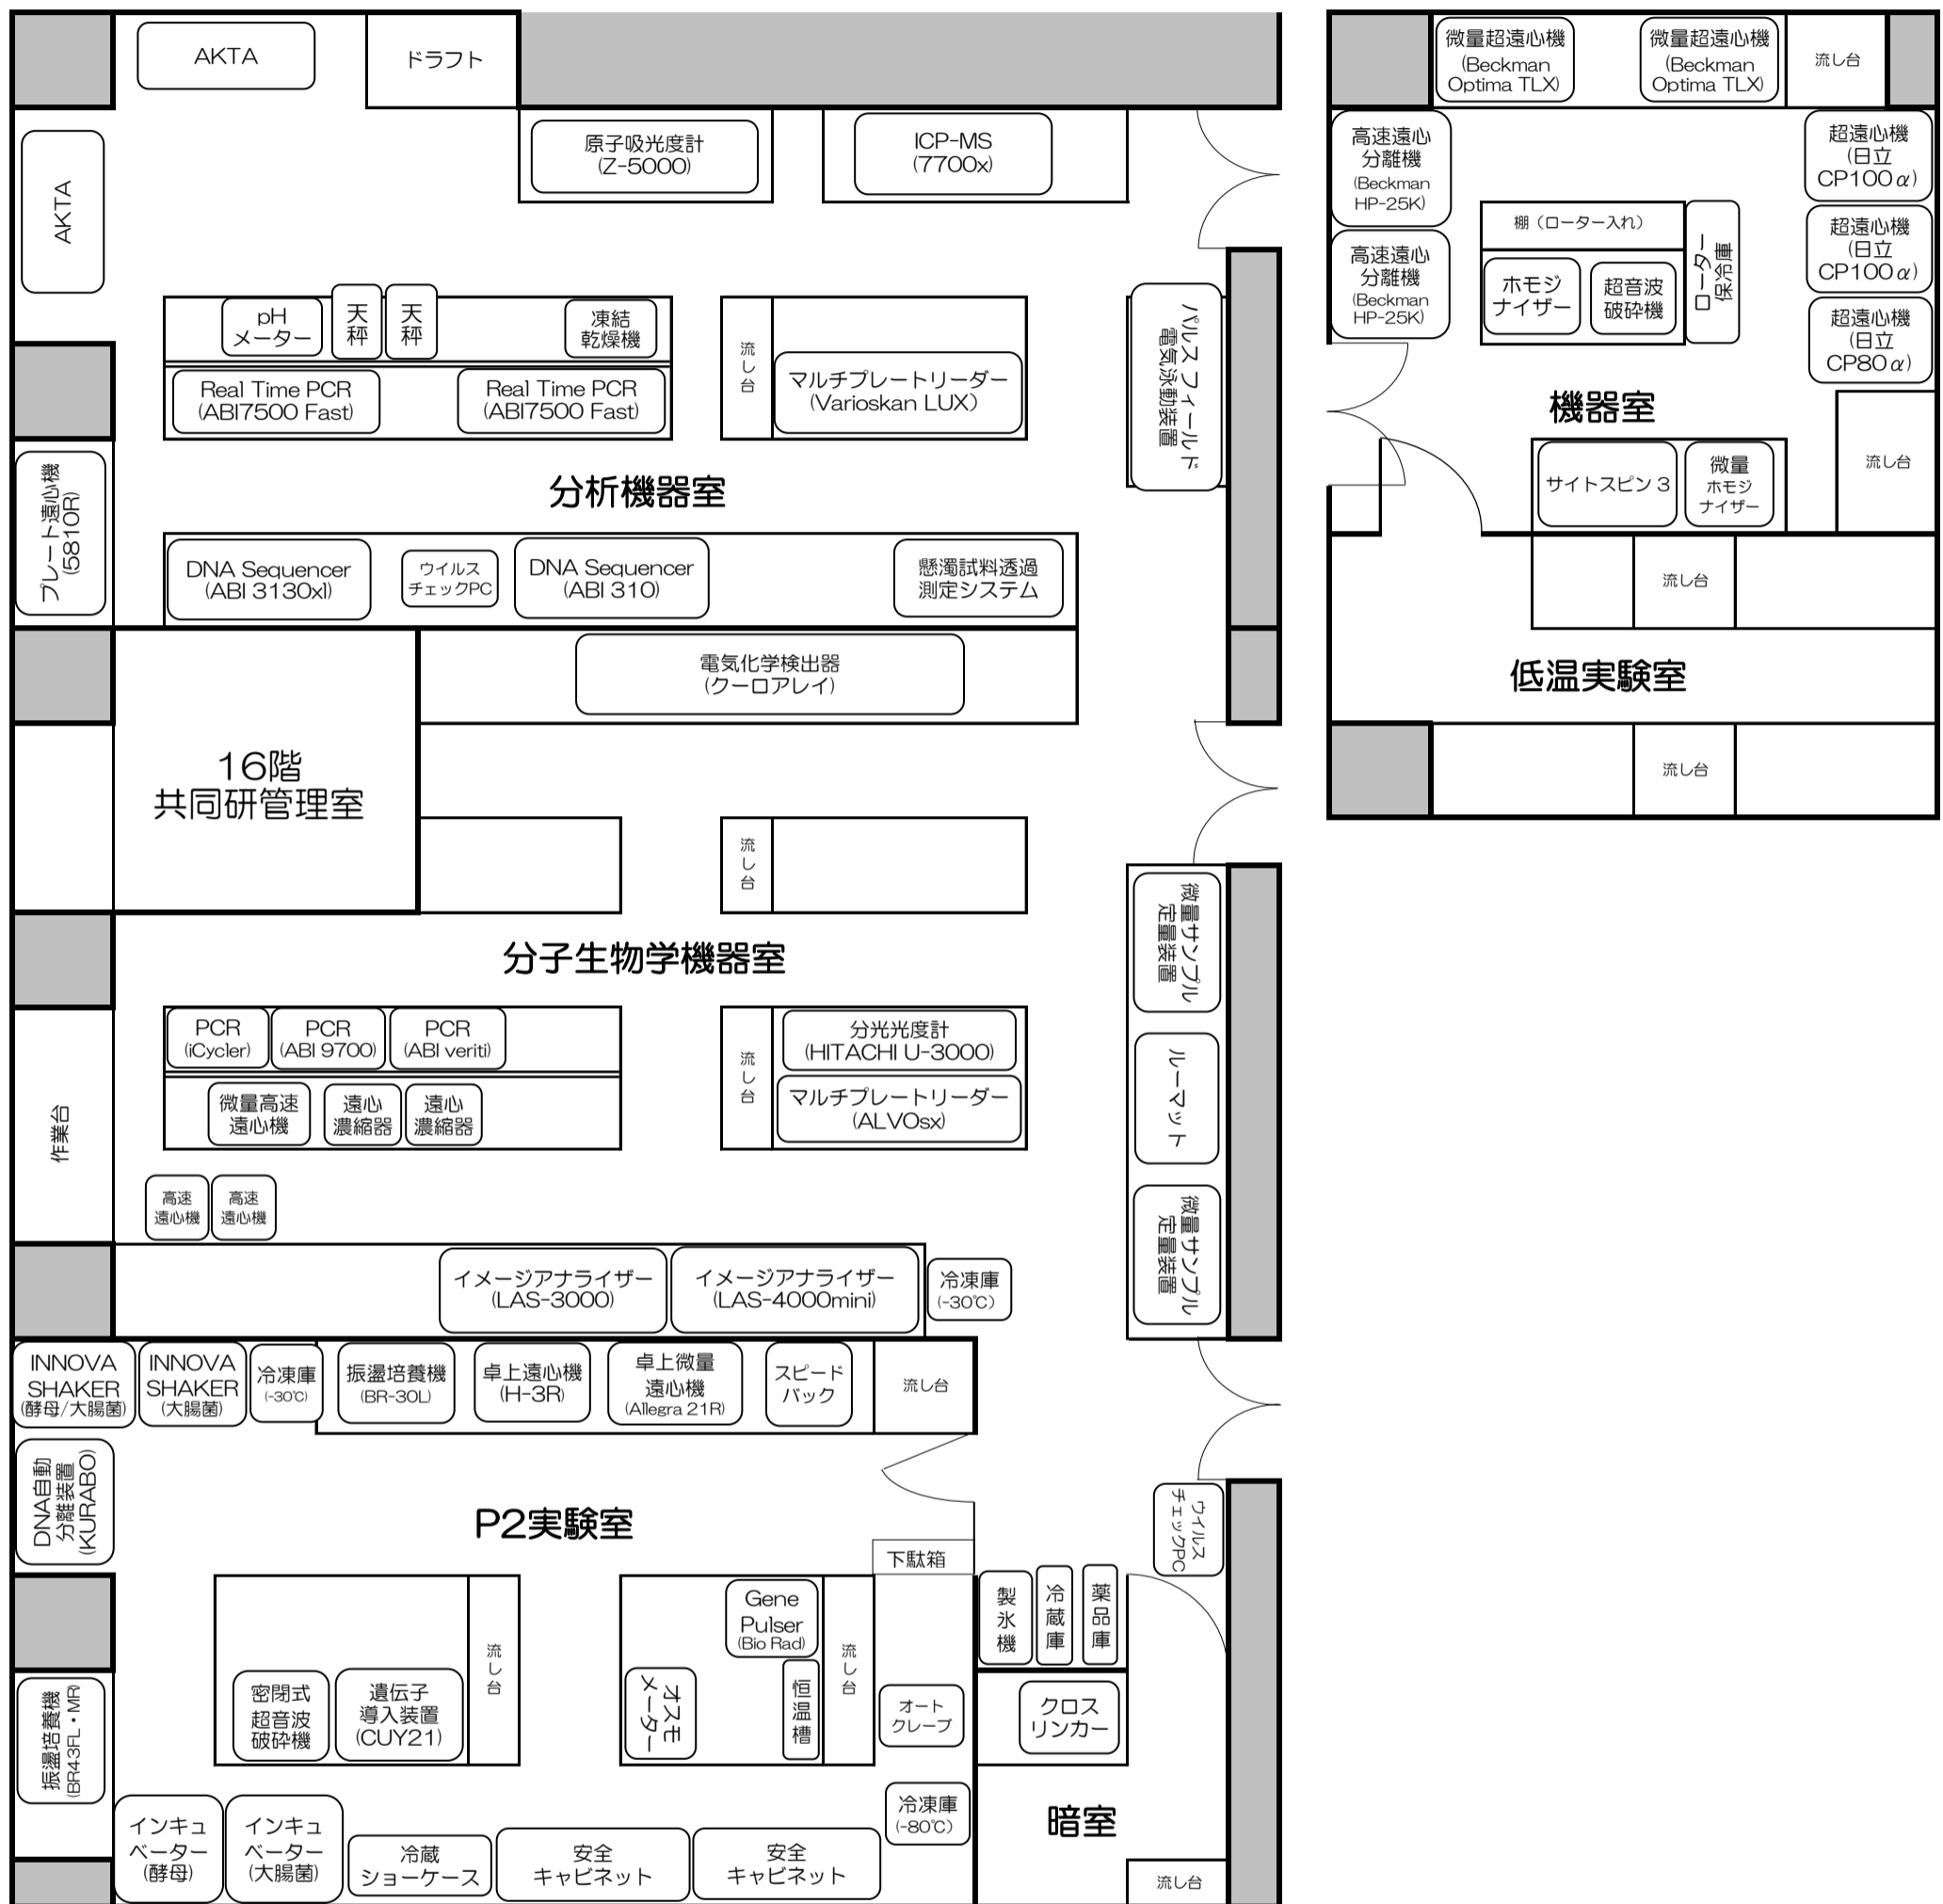 AKTA
ドラフト
AKTA
原子吸光度計
(Z-5000)
ICP-MS
(7700x)
pH
メーター
天秤
天秤
凍結
乾燥機
Real Time PCR
(ABI7500 Fast)
Real Time PCR
(ABI7500 Fast)
流し台
マルチプレートリーダー
(Varioskan LUX)
パルスフィールド
電気泳動装置
分析機器室
プレート遠心機
(5810R)
DNA Sequencer
(ABI 3130xl)
ウイルス
チェックPC
DNA Sequencer
(ABI 310)
懸濁試料透過
測定システム
電気化学検出器
(クーロアレイ)
16階
共同研管理室
流し台
分子生物学機器室
微量サンプル
定量装置
ルーマット
微量サンプル
定量装置
PCR
(iCycler)
PCR
(ABI 9700)
PCR
(ABI veriti)
微量高速
遠心機
遠心
濃縮器
遠心
濃縮器
流し台
分光光度計
(HITACHI U-3000)
マルチプレートリーダー
(ALVOsx)
作業台
高速
遠心機
高速
遠心機
イメージアナライザー
(LAS-3000)
イメージアナライザー
(LAS-4000mini)
冷凍庫
(-30℃)
INNOVA
SHAKER
(酵母/大腸菌)
INNOVA
SHAKER
(大腸菌)
冷凍庫
(-30℃)
振盪培養機
(BR-30L)
卓上遠心機
(H-3R)
卓上微量
遠心機
(Allegra 21R)
スピード
バック
流し台
DNA自動
分離装置
(KURABO)
P2実験室
下駄箱
ウイルス
チェックPC
製氷機
冷蔵庫
薬品庫
Gene
Pulser
(Bio Rad)
流し台
流し台
密閉式
超音波
破砕機
遺伝子
導入装置
(CUY21)
オスモ
メーター
恒温槽
オート
クレーブ
クロス
リンカー
振盪培養機
(BR43FL・MR)
インキュ
ベーター
(酵母)
インキュ
ベーター
(大腸菌)
冷蔵
ショーケース
安全
キャビネット
安全
キャビネット
冷凍庫
(-80℃)
暗室
流し台
微量超遠心機
(Beckman
Optima TLX)
微量超遠心機
(Beckman
Optima TLX)
流し台
高速遠心
分離機
(Beckman
HP-25K)
高速遠心
分離機
(Beckman
HP-25K)
棚（ローター入れ）
ホモジ
ナイザー
超音波
破砕機
ローター
保冷庫
超遠心機
(日立
CP100α)
超遠心機
(日立
CP100α)
超遠心機
(日立
CP80α)
機器室
サイトスピン 3
微量
ホモジ
ナイザー
流し台
流し台
低温実験室
流し台